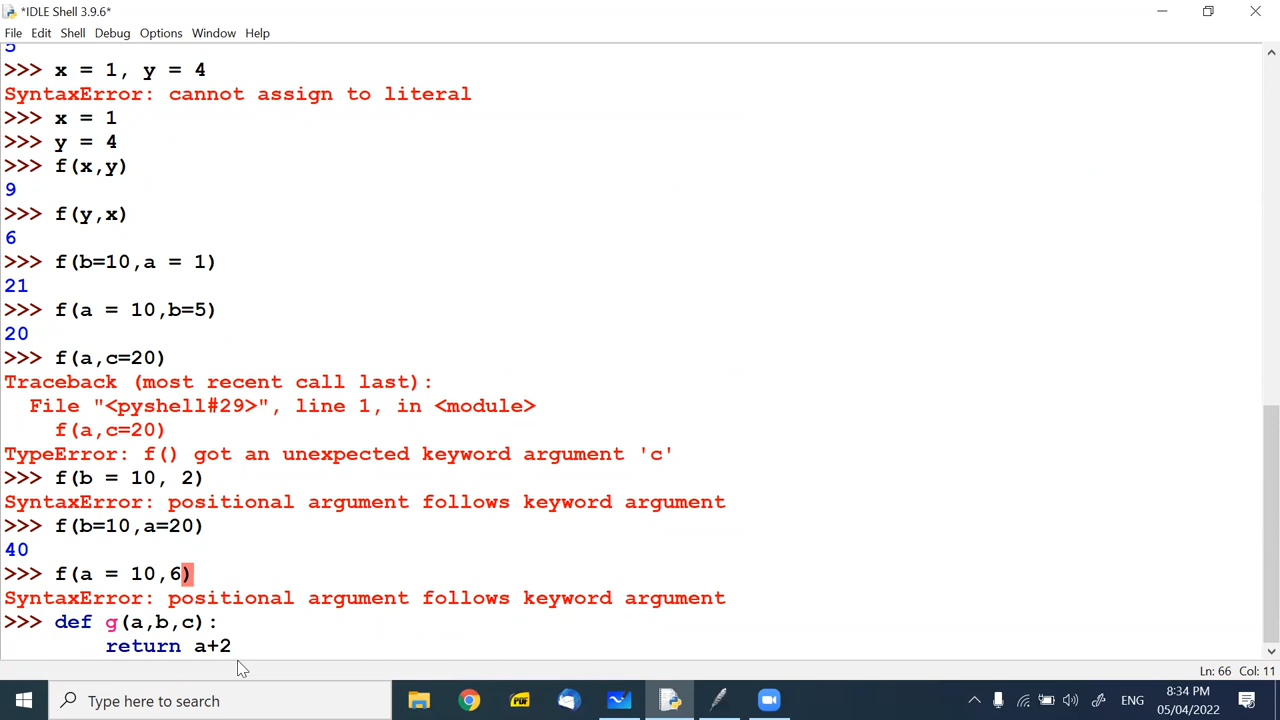 *IDLE Shell 3.9.6*
File Edit Shell Debug Options Window Help
5
>>> x = 1, y = 4
SyntaxError: cannot assign to literal
>>> x = 1
>>> y = 4
>>> f(x,y)
9
>>> f(y,x)
6
>>> f(b=10,a = 1)
21
>>> f(a = 10,b=5)
20
>>> f(a,c=20)
Traceback (most recent call last):
  File "<pyshell#29>", line 1, in <module>
    f(a,c=20)
TypeError: f() got an unexpected keyword argument 'c'
>>> f(b = 10, 2)
SyntaxError: positional argument follows keyword argument
>>> f(b=10,a=20)
40
>>> f(a = 10,6)
SyntaxError: positional argument follows keyword argument
>>> def g(a,b,c):
        return a+2
Ln: 66 Col: 11
Type here to search
PDF
ENG
8:34 PM
05/04/2022